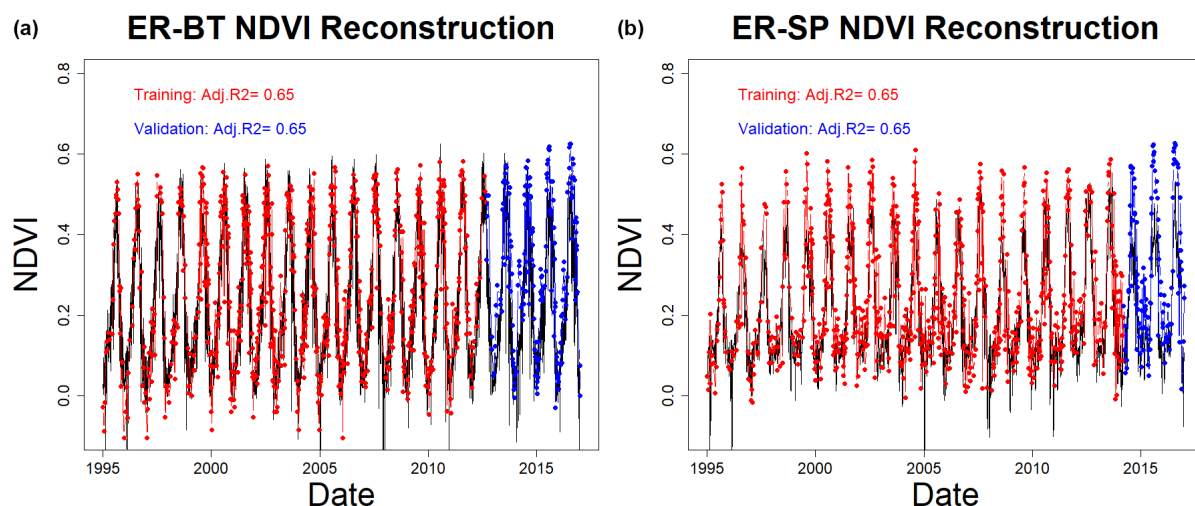 (a)
ER-BT NDVI Reconstruction
Training: Adj.R2= 0.65
Validation: Adj.R2= 0.65
NDVI
0.8
0.6
0.4
0.2
0.0
1995
2000
2005
2010
2015
Date
(b)
ER-SP NDVI Reconstruction
Training: Adj.R2= 0.65
Validation: Adj.R2= 0.65
NDVI
0.8
0.6
0.4
0.2
0.0
1995
2000
2005
2010
2015
Date